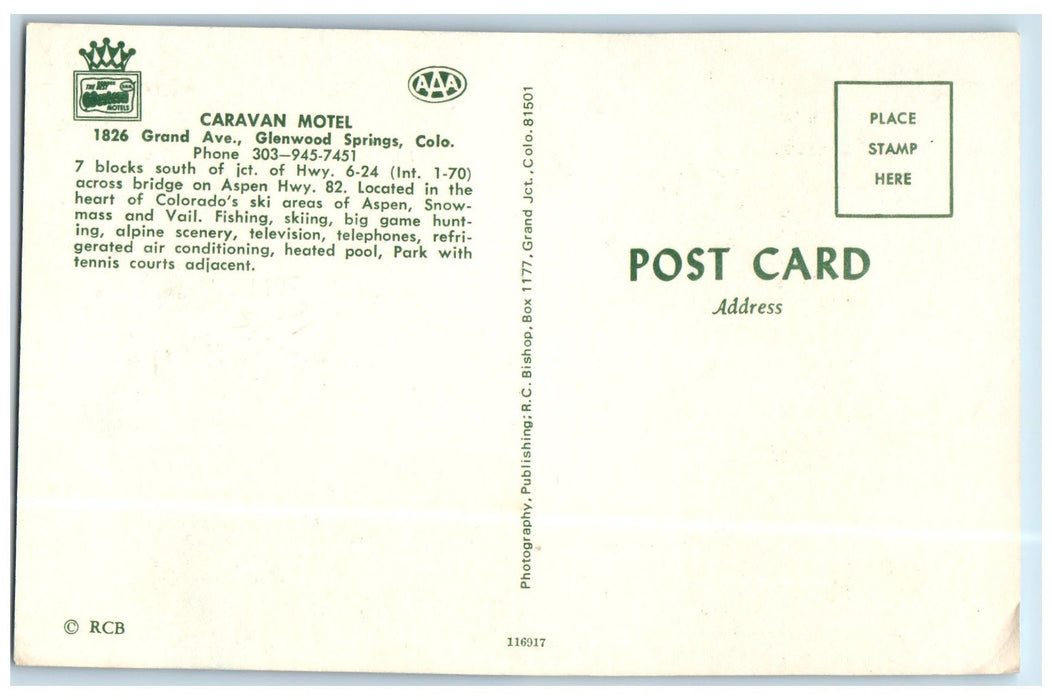 THE BEST
Western
MOTELS
AAA
CARAVAN MOTEL
1826 Grand Ave., Glenwood Springs, Colo.
Phone 303—945-7451
7 blocks south of jct. of Hwy. 6-24 (Int. 1-70)
across bridge on Aspen Hwy. 82. Located in the
heart of Colorado's ski areas of Aspen, Snow-
mass and Vail. Fishing, skiing, big game hunt-
ing, alpine scenery, television, telephones, refri-
gerated air conditioning, heated pool, Park with
tennis courts adjacent.
Photography, Publishing; R.C. Bishop, Box 1177, Grand Jct., Colo. 81501
PLACE
STAMP
HERE
POST CARD
Address
© RCB
116917